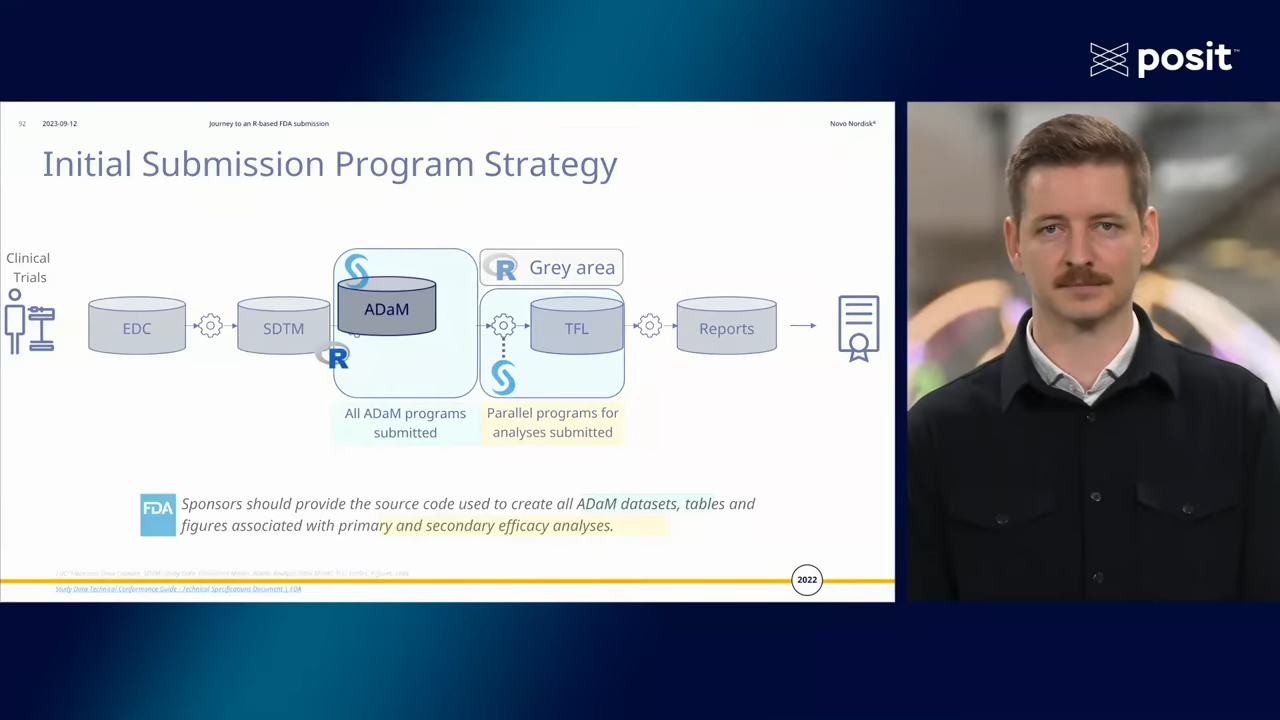 posit™
92 2023-09-12 Journey to an R-based FDA submission Novo Nordisk®
Initial Submission Program Strategy
Clinical
Trials
R Grey area
EDC
SDTM
ADaM
TFL
Reports
R
All ADaM programs
submitted
Parallel programs for
analyses submitted
FDA
Sponsors should provide the source code used to create all ADaM datasets, tables and
figures associated with primary and secondary efficacy analyses.
2022
Study Data Technical Conformance Guide - Technical Specifications Document | FDA